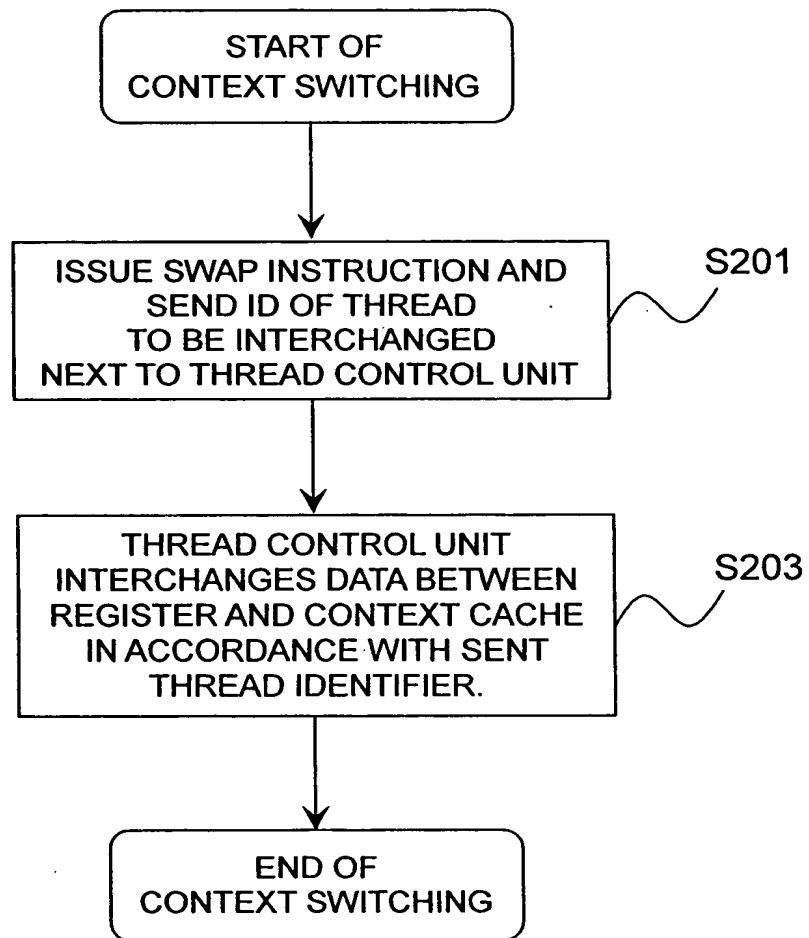 START OF
CONTEXT SWITCHING
ISSUE SWAP INSTRUCTION AND
SEND ID OF THREAD
TO BE INTERCHANGED
NEXT TO THREAD CONTROL UNIT
S201
THREAD CONTROL UNIT
INTERCHANGES DATA BETWEEN
REGISTER AND CONTEXT CACHE
IN ACCORDANCE WITH SENT
THREAD IDENTIFIER.
S203
END OF
CONTEXT SWITCHING